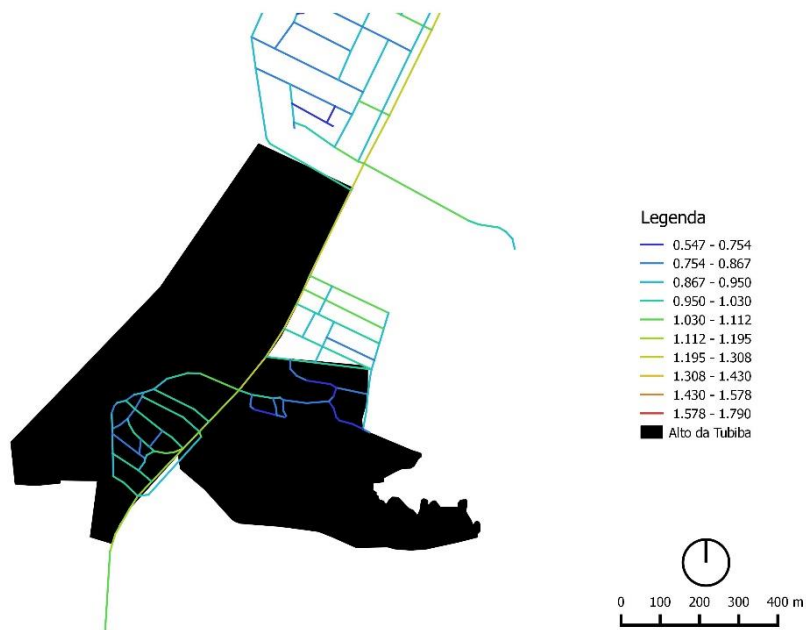 Legenda
0.547 - 0.754
0.754 - 0.867
0.867 - 0.950
0.950 - 1.030
1.030 - 1.112
1.112 - 1.195
1.195 - 1.308
1.308 - 1.430
1.430 - 1.578
1.578 - 1.790
Alto da Tubiba
0 100 200 300 400 m